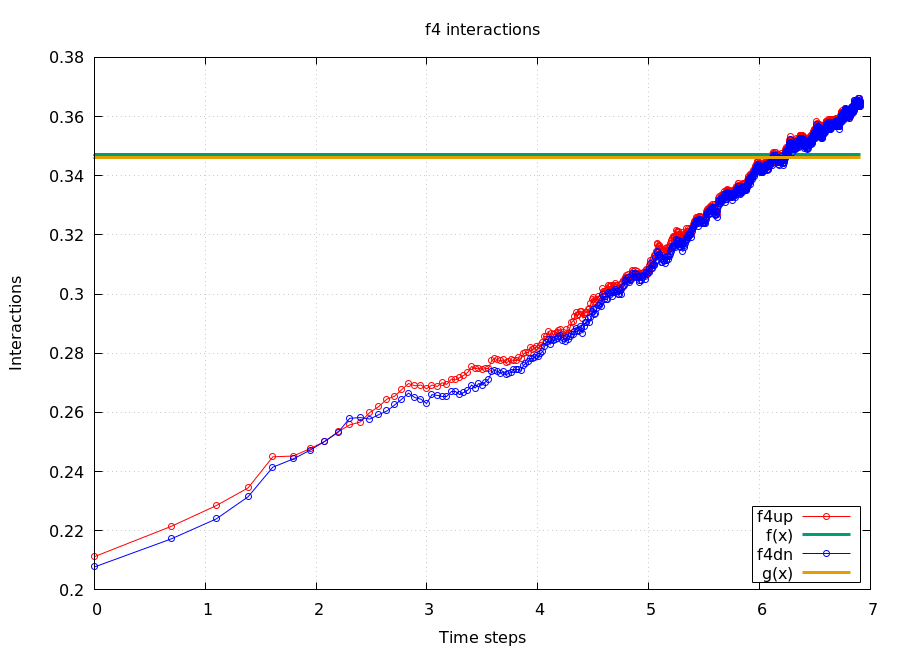 f4 interactions
0.38
0.36
0.34
0.32
0.3
0.28
0.26
0.24
0.22
0.2
Interactions
0 1 2 3 4 5 6 7
Time steps
f4up
f(x)
f4dn
g(x)